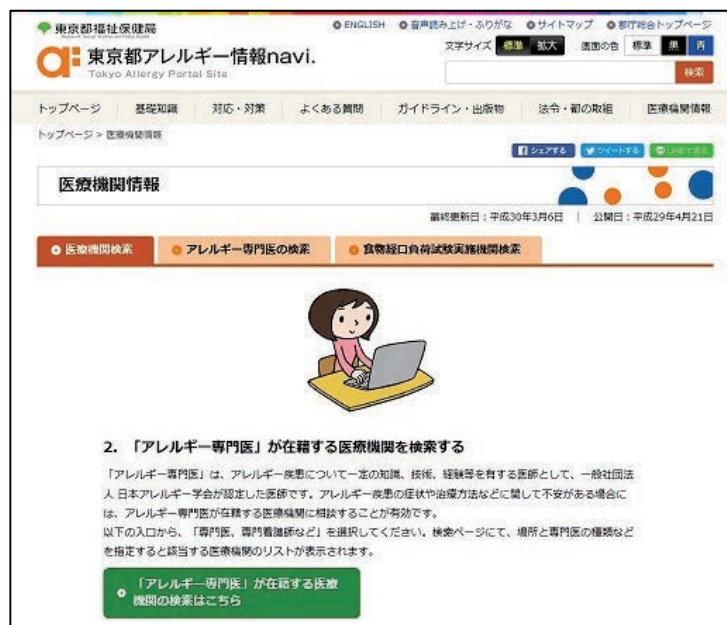 東京都福祉保健局
ENGLISH 音声読み上げ・ふりがな サイトマップ 都庁総合トップページ
東京都アレルギー情報navi.
Tokyo Allergy Portal Site
文字サイズ 標準 拡大 画面の色 標準 黒 青
検索
トップページ 基礎知識 対応・対策 よくある質問 ガイドライン・出版物 法令・都の取組 医療機関情報
トップページ > 医療機関情報
シェアする ツイートする LINEで送る
医療機関情報
最終更新日：平成30年3月6日 | 公開日：平成29年4月21日
医療機関検索 アレルギー専門医の検索 食物経口負荷試験実施機関検索
2. 「アレルギー専門医」が在籍する医療機関を検索する
「アレルギー専門医」は、アレルギー疾患について一定の知識、技術、経験等を有する医師として、一般社団法
人 日本アレルギー学会が認定した医師です。アレルギー疾患の症状や治療方法などに関して不安がある場合に
は、アレルギー専門医が在籍する医療機関に相談することが有効です。
以下の入口から、「専門医、専門看護師など」を選択してください。検索ページにて、場所と専門医の種類など
を指定すると該当する医療機関のリストが表示されます。
「アレルギー専門医」が在籍する医療
機関の検索はこちら